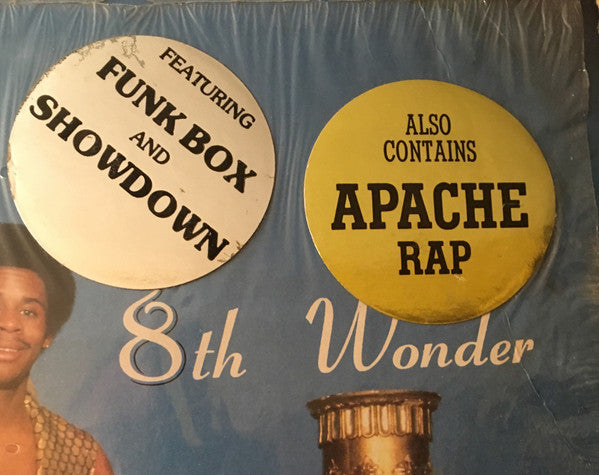 FEATURING
FUNK BOX
AND
SHOWDOWN
ALSO
CONTAINS
APACHE
RAP
8th Wonder